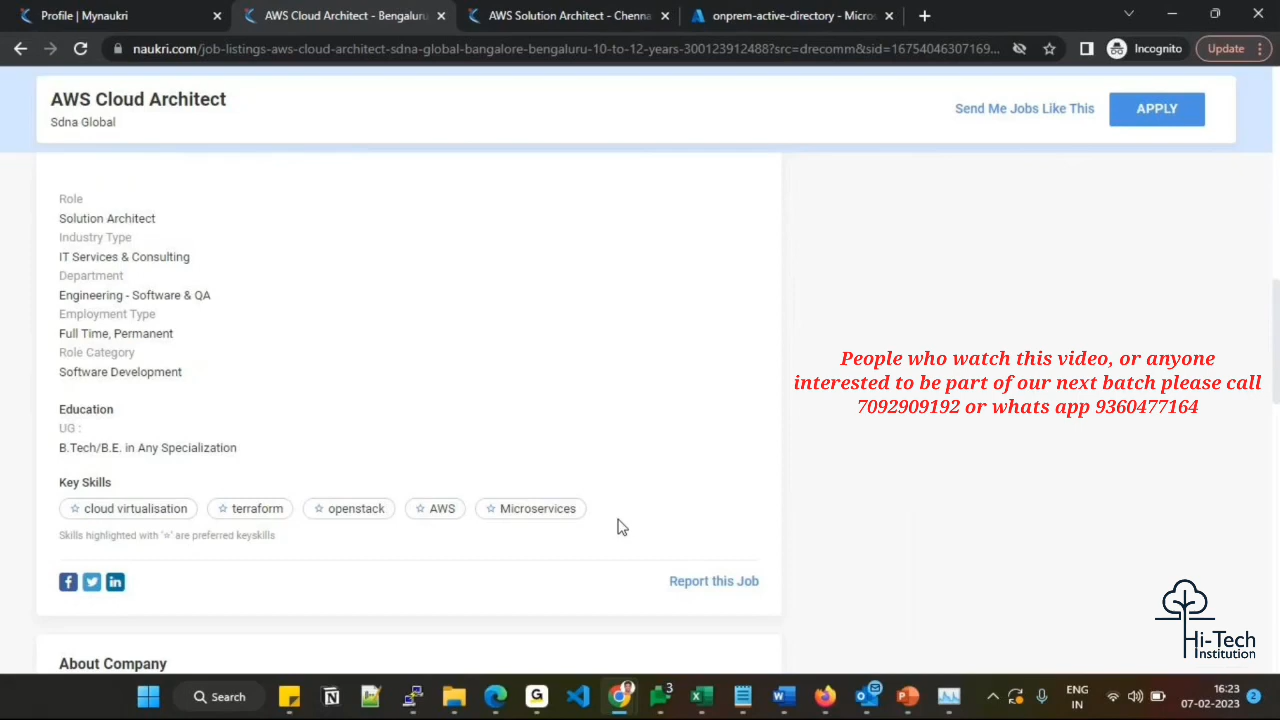 Profile | Mynaukri
AWS Cloud Architect - Bengaluru
AWS Solution Architect - Chenna
onprem-active-directory - Micros
naukri.com/job-listings-aws-cloud-architect-sdna-global-bangalore-bengaluru-10-to-12-years-300123912488?src=drecomm&sid=16754046307169...
Incognito
Update
AWS Cloud Architect
Sdna Global
Send Me Jobs Like This
APPLY
Role
Solution Architect
Industry Type
IT Services & Consulting
Department
Engineering - Software & QA
Employment Type
Full Time, Permanent
Role Category
Software Development
People who watch this video, or anyone
interested to be part of our next batch please call
7092909192 or whats app 9360477164
Education
UG :
B.Tech/B.E. in Any Specialization
Key Skills
☆ cloud virtualisation ☆ terraform ☆ openstack ☆ AWS ☆ Microservices
Skills highlighted with '☆' are preferred keyskills
Report this Job
About Company
Hi-Tech
Institution
Search
3
ENG
IN
16:23
07-02-2023
2